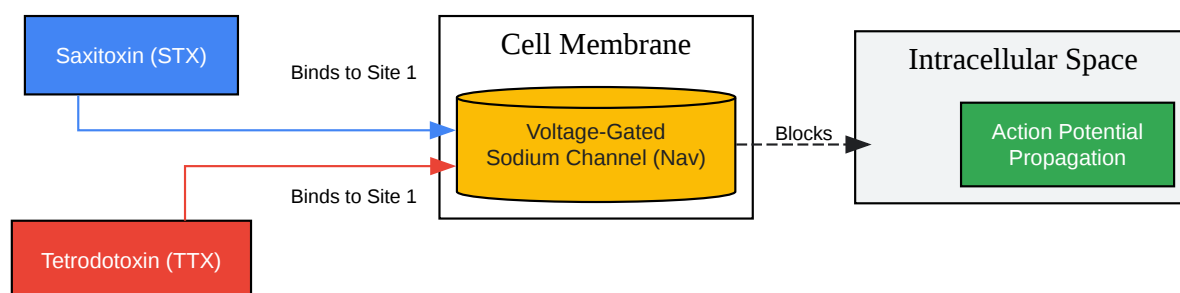 Saxitoxin (STX)
Binds to Site 1
Cell Membrane
Voltage-Gated
Sodium Channel (Nav)
Blocks
Intracellular Space
Action Potential
Propagation
Binds to Site 1
Tetrodotoxin (TTX)